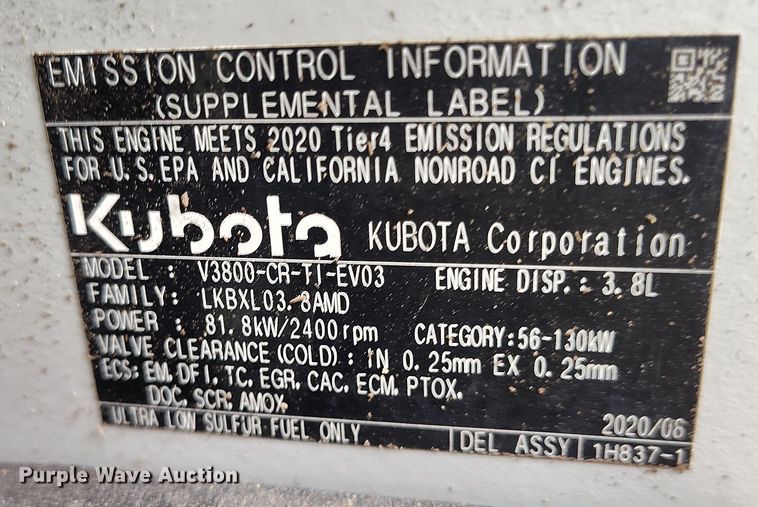 EMISSION CONTROL INFORMATION
(SUPPLEMENTAL LABEL)
THIS ENGINE MEETS 2020 Tier4 EMISSION REGULATIONS
FOR U.S.EPA AND CALIFORNIA NONROAD CI ENGINES.
Kubota KUBOTA Corporation
MODEL : V3800-CR-TI-EV03 ENGINE DISP.: 3.8L
FAMILY: LKBXL03.8AMD
POWER : 81.8kW/2400rpm CATEGORY:56-130kW
VALVE CLEARANCE(COLD): IN 0.25mm EX 0.25mm
ECS: EM, DFI, TC, EGR, CAC, ECM, PTOX,
DOC, SCR, AMOX
ULTRA LOW SULFUR FUEL ONLY 2020/06
DEL ASSY 1H837-1
Purple Wave Auction